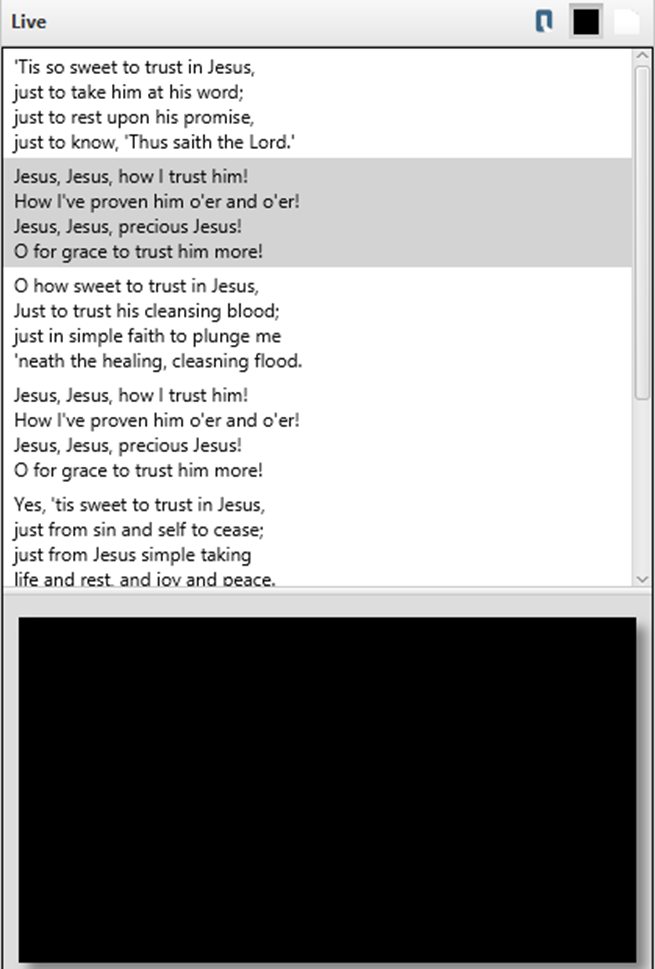 Live
'Tis so sweet to trust in Jesus,
just to take him at his word;
just to rest upon his promise,
just to know, 'Thus saith the Lord.'
Jesus, Jesus, how I trust him!
How I've proven him o'er and o'er!
Jesus, Jesus, precious Jesus!
O for grace to trust him more!
O how sweet to trust in Jesus,
Just to trust his cleansing blood;
just in simple faith to plunge me
'neath the healing, cleasning flood.
Jesus, Jesus, how I trust him!
How I've proven him o'er and o'er!
Jesus, Jesus, precious Jesus!
O for grace to trust him more!
Yes, 'tis sweet to trust in Jesus,
just from sin and self to cease;
just from Jesus simple taking
life and rest, and joy and peace.